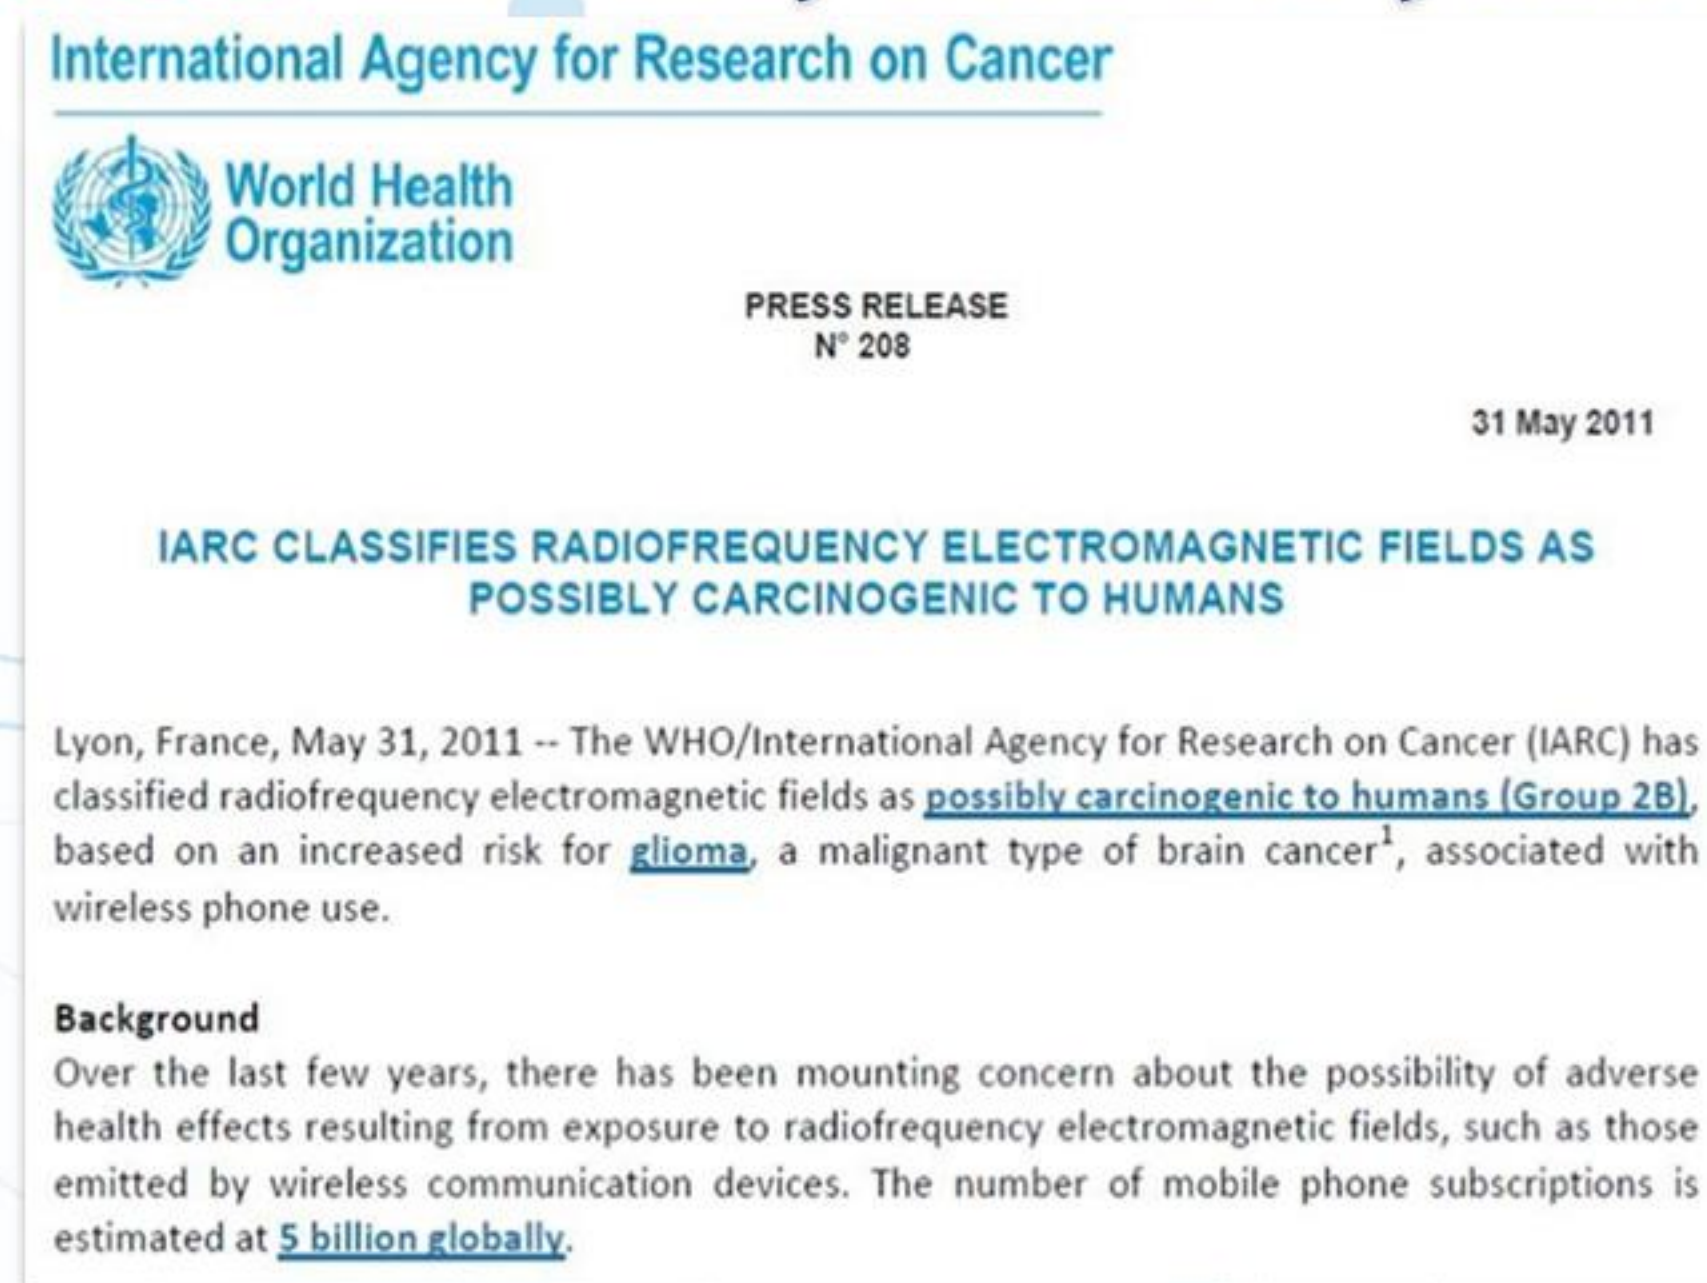 International Agency for Research on Cancer
World Health
Organization
PRESS RELEASE
N° 208
31 May 2011
IARC CLASSIFIES RADIOFREQUENCY ELECTROMAGNETIC FIELDS AS
POSSIBLY CARCINOGENIC TO HUMANS
Lyon, France, May 31, 2011 -- The WHO/International Agency for Research on Cancer (IARC) has
classified radiofrequency electromagnetic fields as possibly carcinogenic to humans (Group 2B),
based on an increased risk for glioma, a malignant type of brain cancer¹, associated with
wireless phone use.
Background
Over the last few years, there has been mounting concern about the possibility of adverse
health effects resulting from exposure to radiofrequency electromagnetic fields, such as those
emitted by wireless communication devices. The number of mobile phone subscriptions is
estimated at 5 billion globally.